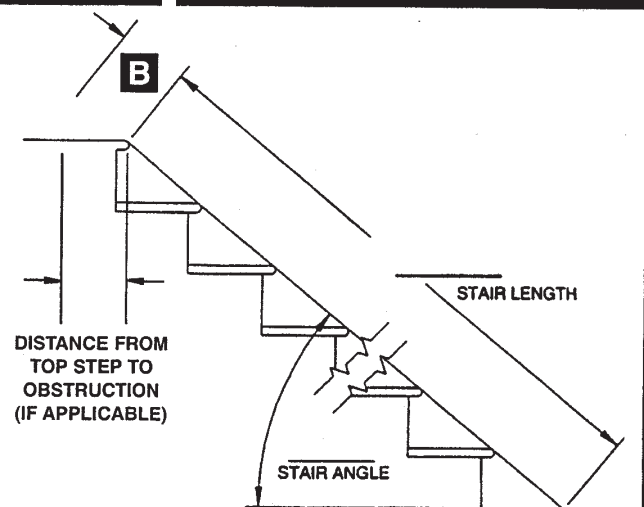 B
STAIR LENGTH
DISTANCE FROM
TOP STEP TO
OBSTRUCTION
(IF APPLICABLE)
STAIR ANGLE